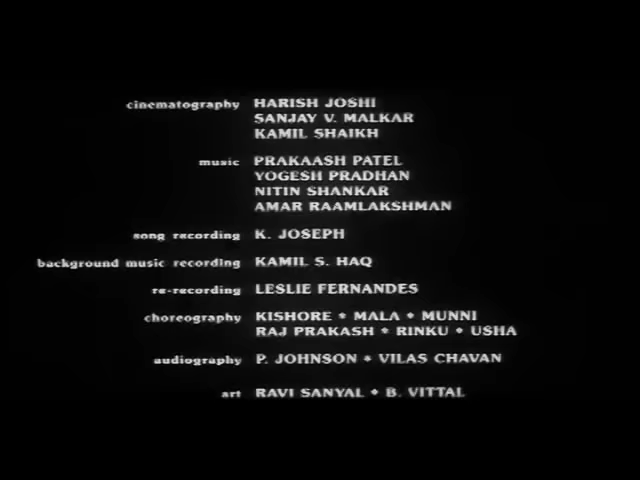 cinematography HARISH JOSHI
SANJAY V. MALKAR
KAMIL SHAIKH
music PRAKAASH PATEL
YOGESH PRADHAN
NITIN SHANKAR
AMAR RAAMLAKSHMAN
song recording K. JOSEPH
background music recording KAMIL S. HAQ
re-recording LESLIE FERNANDES
choreography KISHORE • MALA • MUNNI
RAJ PRAKASH • RINKU • USHA
audiography P. JOHNSON • VILAS CHAVAN
art RAVI SANYAL • B. VITTAL